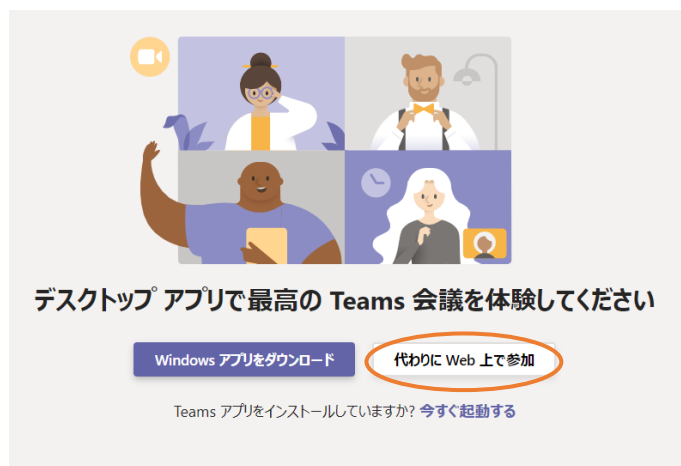 デスクトップ アプリで最高の Teams 会議を体験してください
Windows アプリをダウンロード
代わりに Web 上で参加
Teams アプリをインストールしていますか? 今すぐ起動する